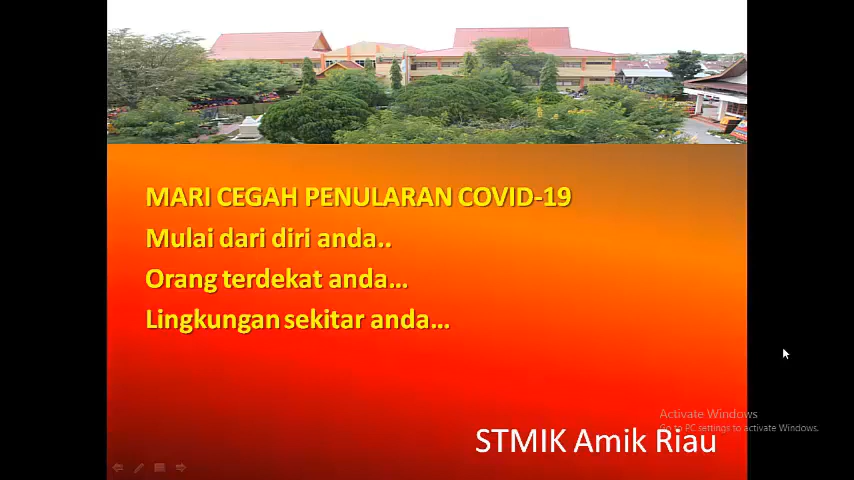 MARI CEGAH PENULARAN COVID-19
Mulai dari diri anda..
Orang terdekat anda...
Lingkungan sekitar anda...
Activate Windows
Go to PC settings to activate Windows.
STMIK Amik Riau